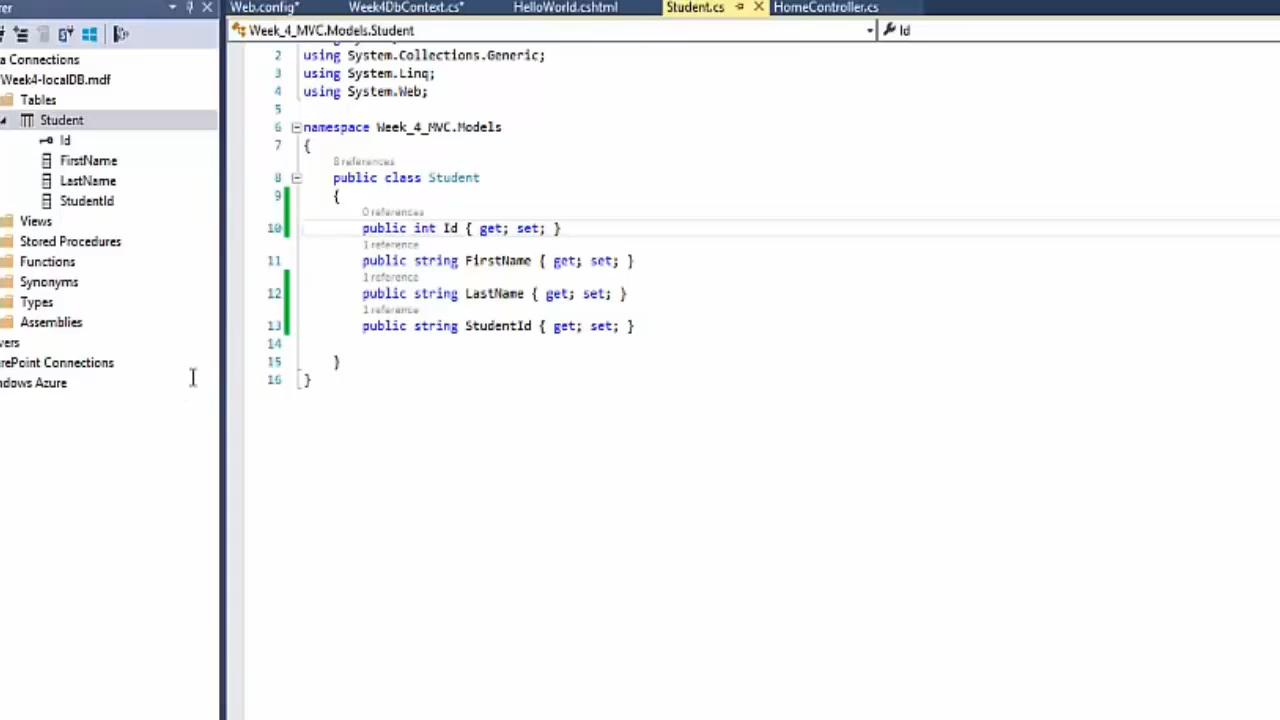 rer
Web.config*
Week4DbContext.cs*
HelloWorld.cshtml
Student.cs
HomeController.cs
Week_4_MVC.Models.Student
Id
a Connections
Week4-localDB.mdf
Tables
Student
Id
FirstName
LastName
StudentId
Views
Stored Procedures
Functions
Synonyms
Types
Assemblies
vers
rePoint Connections
ndows Azure
2 using System.Collections.Generic;
3 using System.Linq;
4 using System.Web;
5
6 namespace Week_4_MVC.Models
7 {
8 references
8 public class Student
9 {
0 references
10 public int Id { get; set; }
1 reference
11 public string FirstName { get; set; }
1 reference
12 public string LastName { get; set; }
1 reference
13 public string StudentId { get; set; }
14
15 }
16 }